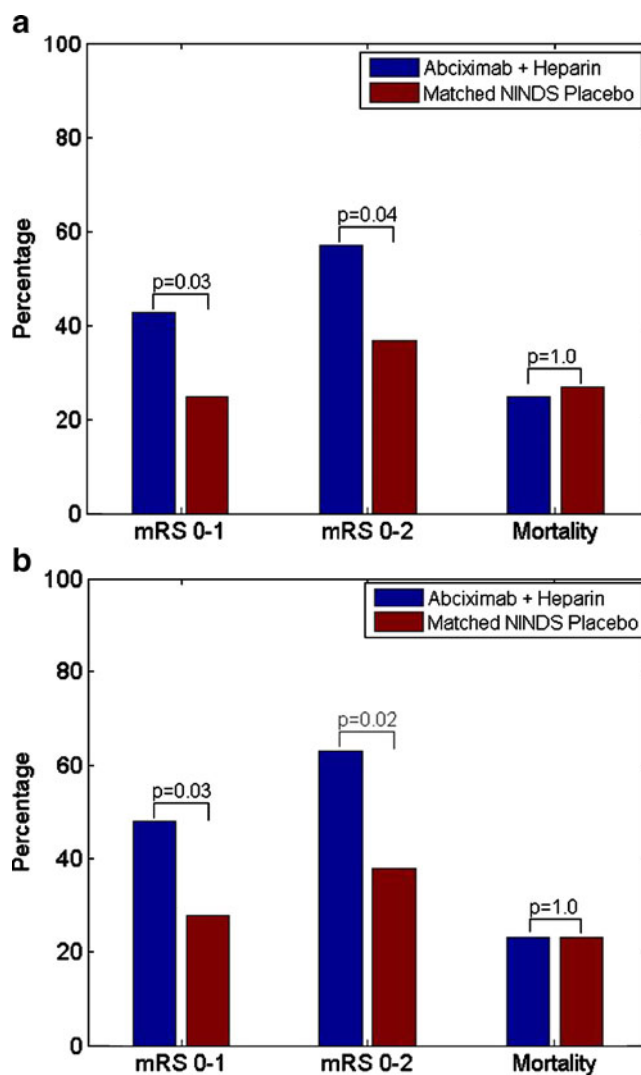 a
100
80
60
40
20
0
Percentage
Abciximab + Heparin
Matched NINDS Placebo
p=0.03
p=0.04
p=1.0
mRS 0-1 mRS 0-2 Mortality
b
100
80
60
40
20
0
Percentage
Abciximab + Heparin
Matched NINDS Placebo
p=0.03
p=0.02
p=1.0
mRS 0-1 mRS 0-2 Mortality